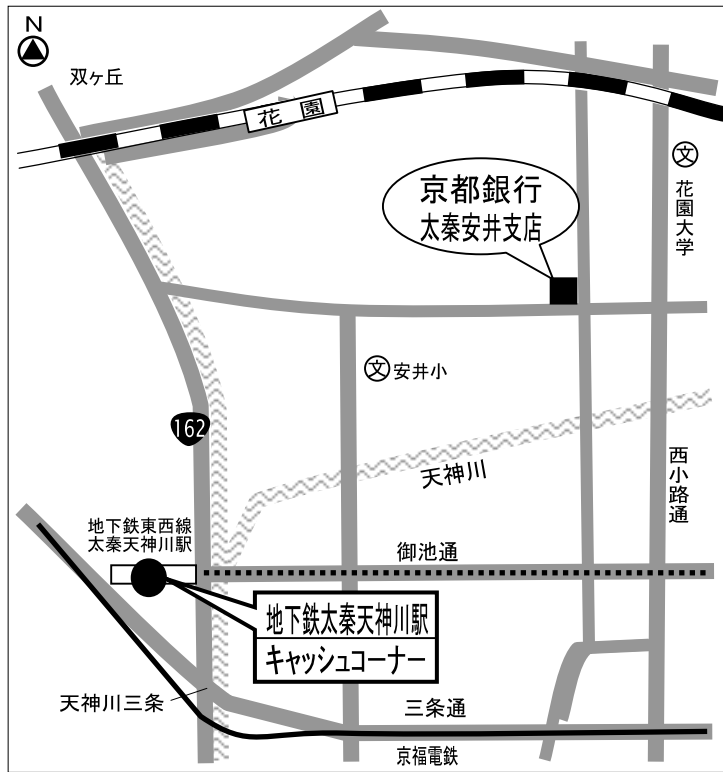 N
双ヶ丘
花園
文
花園大学
京都銀行
太秦安井支店
文 安井小
162
天神川
西小路通
地下鉄東西線
太秦天神川駅
御池通
地下鉄太秦天神川駅
キャッシュコーナー
天神川三条
三条通
京福電鉄